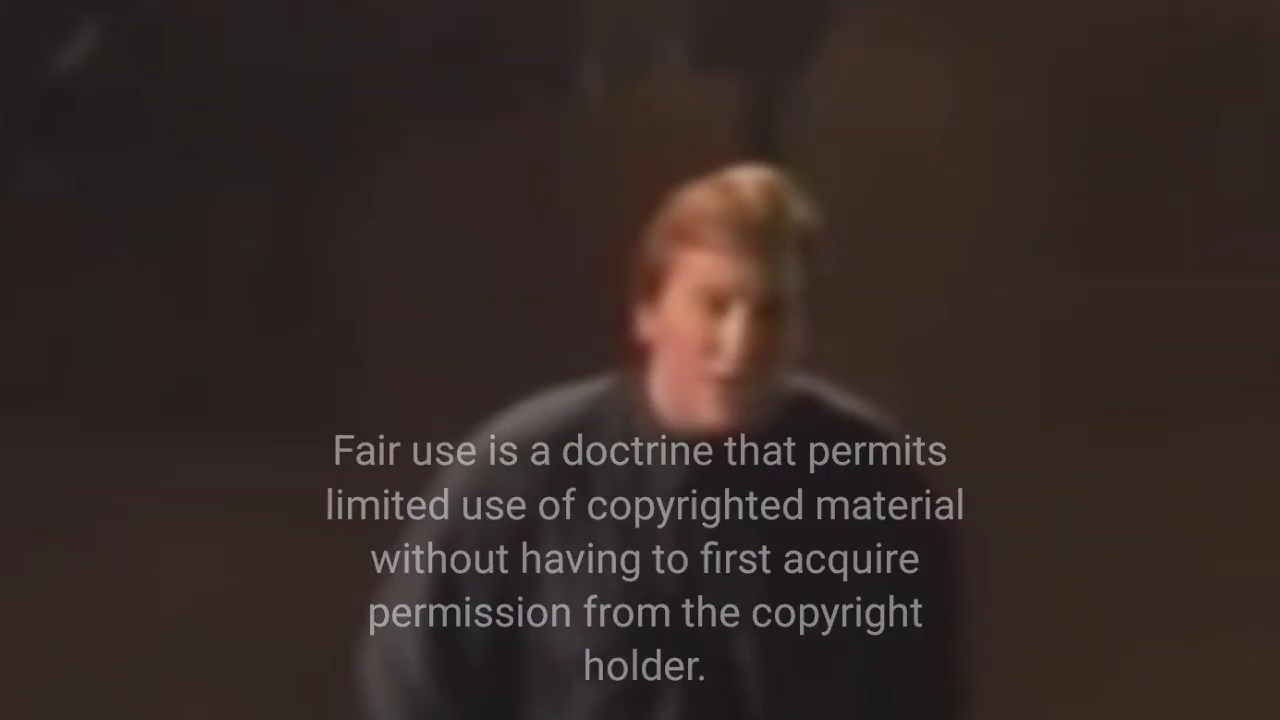 Fair use is a doctrine that permits
limited use of copyrighted material
without having to first acquire
permission from the copyright
holder.